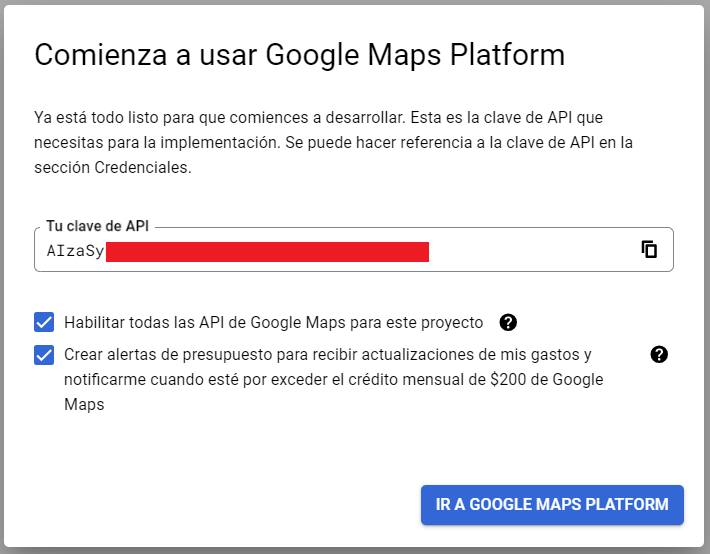 Comienza a usar Google Maps Platform
Ya está todo listo para que comiences a desarrollar. Esta es la clave de API que
necesitas para la implementación. Se puede hacer referencia a la clave de API en la
sección Credenciales.
Tu clave de API
AIzaSy
Habilitar todas las API de Google Maps para este proyecto
Crear alertas de presupuesto para recibir actualizaciones de mis gastos y
notificarme cuando esté por exceder el crédito mensual de $200 de Google
Maps
IR A GOOGLE MAPS PLATFORM